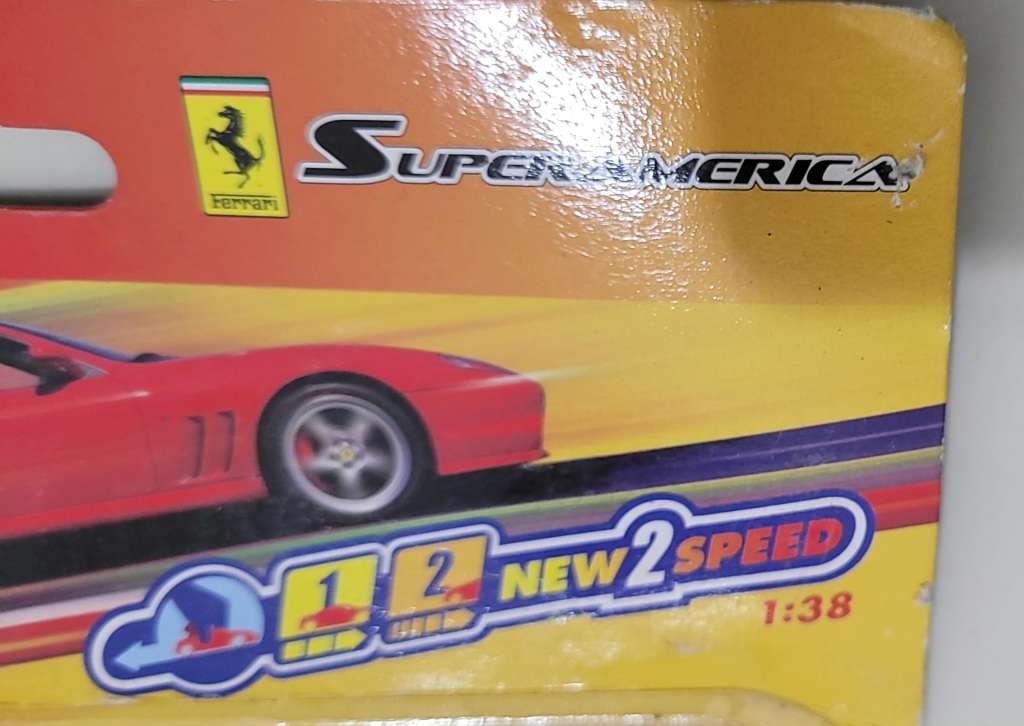 Ferrari
SUPERAMERICA
1
2
NEW 2 SPEED
1:38